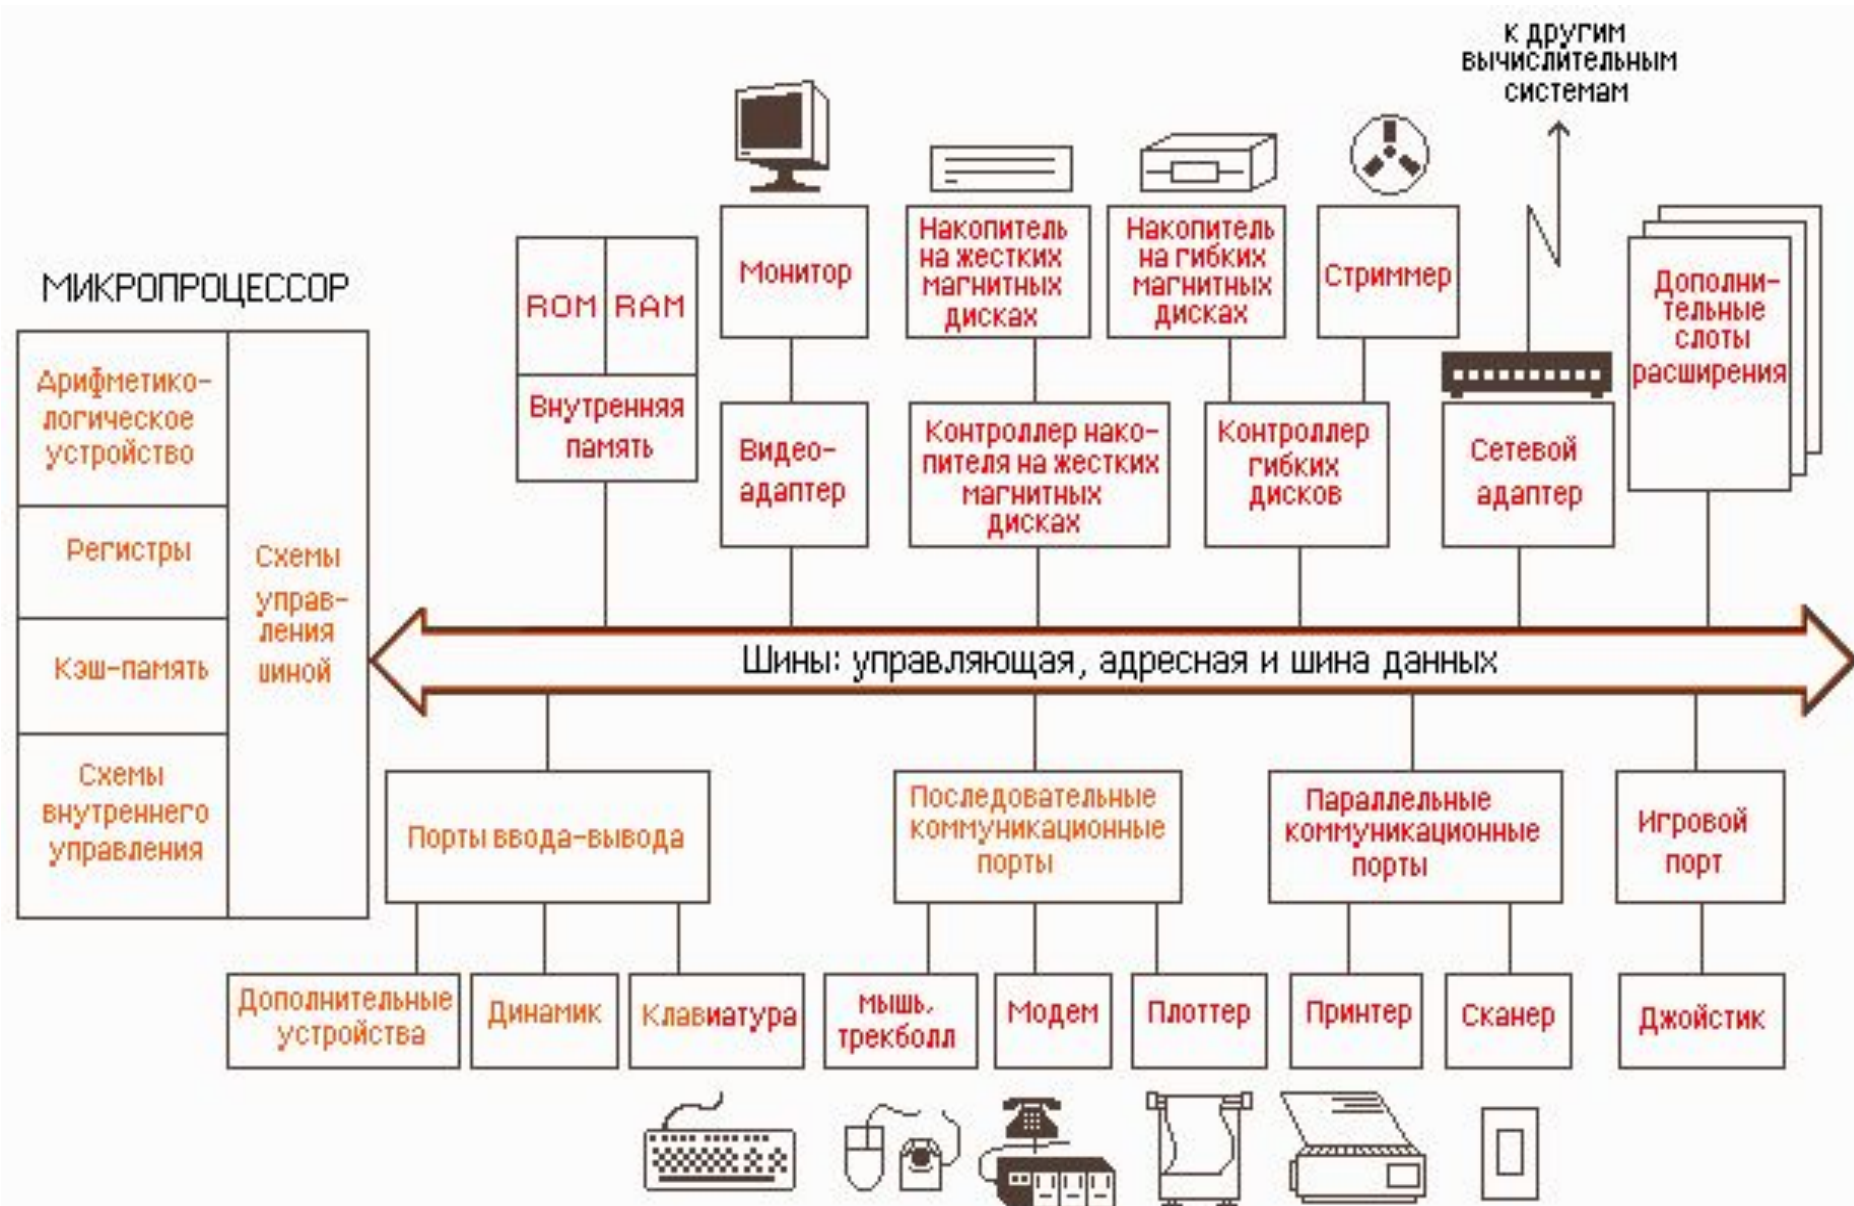 к другим
вычислительным
системам
МИКРОПРОЦЕССОР
Арифметико-
логическое
устройство
Регистры
Кэш-память
Схемы
внутреннего
управления
Схемы
управ-
ления
шиной
ROM RAM
Внутренняя
память
Монитор
Видео-
адаптер
Накопитель
на жестких
магнитных
дисках
Контроллер нако-
пителя на жестких
магнитных
дисках
Накопитель
на гибких
магнитных
дисках
Стриммер
Контроллер
гибких
дисков
Сетевой
адаптер
Дополни-
тельные
слоты
расширения
Шины: управляющая, адресная и шина данных
Порты ввода-вывода
Последовательные
коммуникационные
порты
Параллельные
коммуникационные
порты
Игровой
порт
Дополнительные
устройства
Динамик
Клавиатура
мышь,
трекболл
Модем
Плоттер
Принтер
Сканер
Джойстик